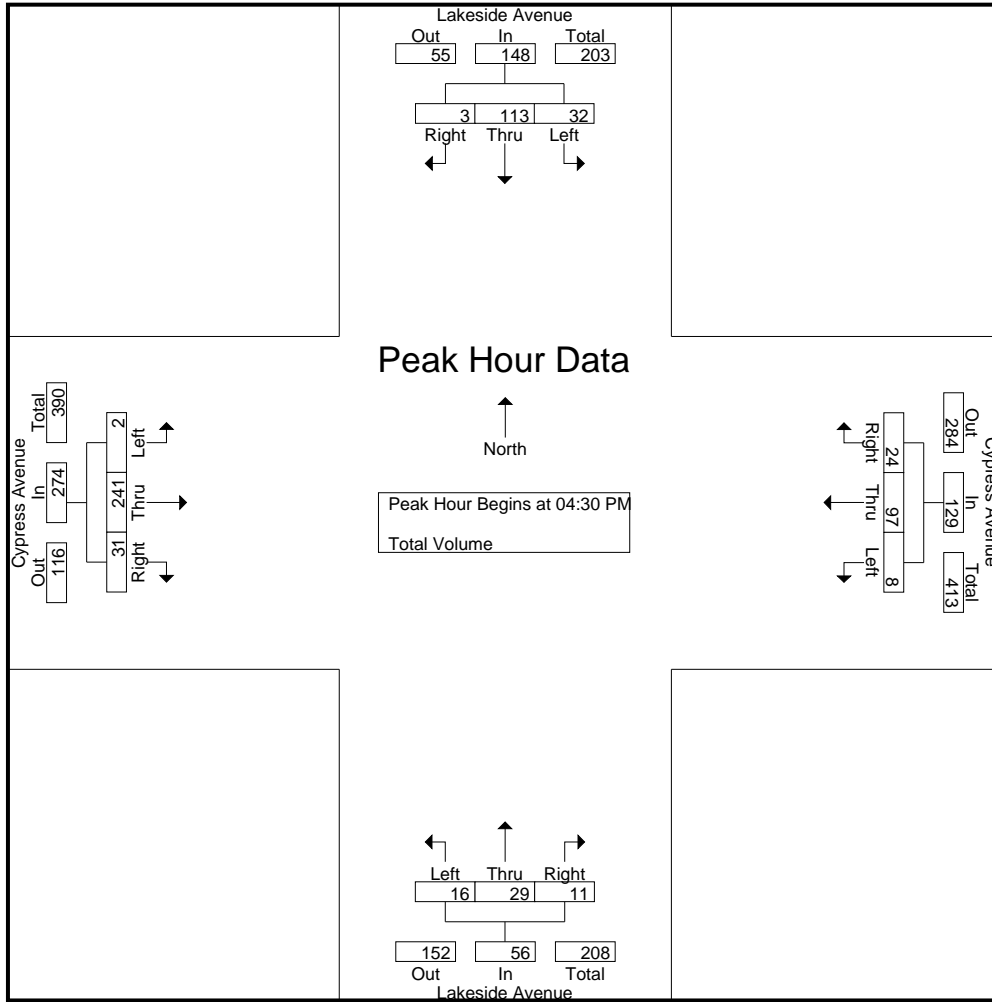 Lakeside Avenue
Out In Total
55 148 203
3 113 32
Right Thru Left
Peak Hour Data
North
Peak Hour Begins at 04:30 PM
Total Volume
Cypress Avenue
Out In Total
116 274 390
31 241 2
Right Thru Left
Cypress Avenue
Out In Total
284 129 413
Right Thru Left
24 97 8
Left Thru Right
16 29 11
152 56 208
Out In Total
Lakeside Avenue